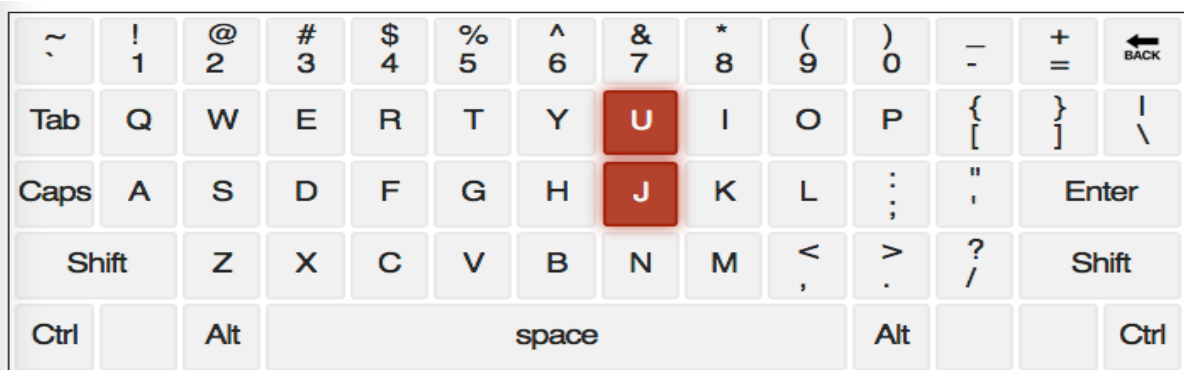 ~ ! @ # $ % ^ & * ( ) _ +
` 1 2 3 4 5 6 7 8 9 0 - = BACK
Tab Q W E R T Y U I O P { } |
[ ] \
Caps A S D F G H J K L : " Enter
; '
Shift Z X C V B N M < > ? Shift
, . /
Ctrl Alt space Alt Ctrl